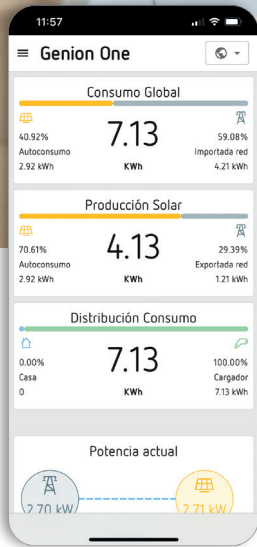 11:57
Genion One
Consumo Global
40.92%
Autoconsumo
2.92 kWh
7.13
KWh
59.08%
Importada red
4.21 kWh
Producción Solar
70.61%
Autoconsumo
2.92 kWh
4.13
KWh
29.39%
Exportada red
1.21 kWh
Distribución Consumo
0.00%
Casa
0
7.13
KWh
100.00%
Cargador
7.13 kWh
Potencia actual
2.70 kW
2.71 kW